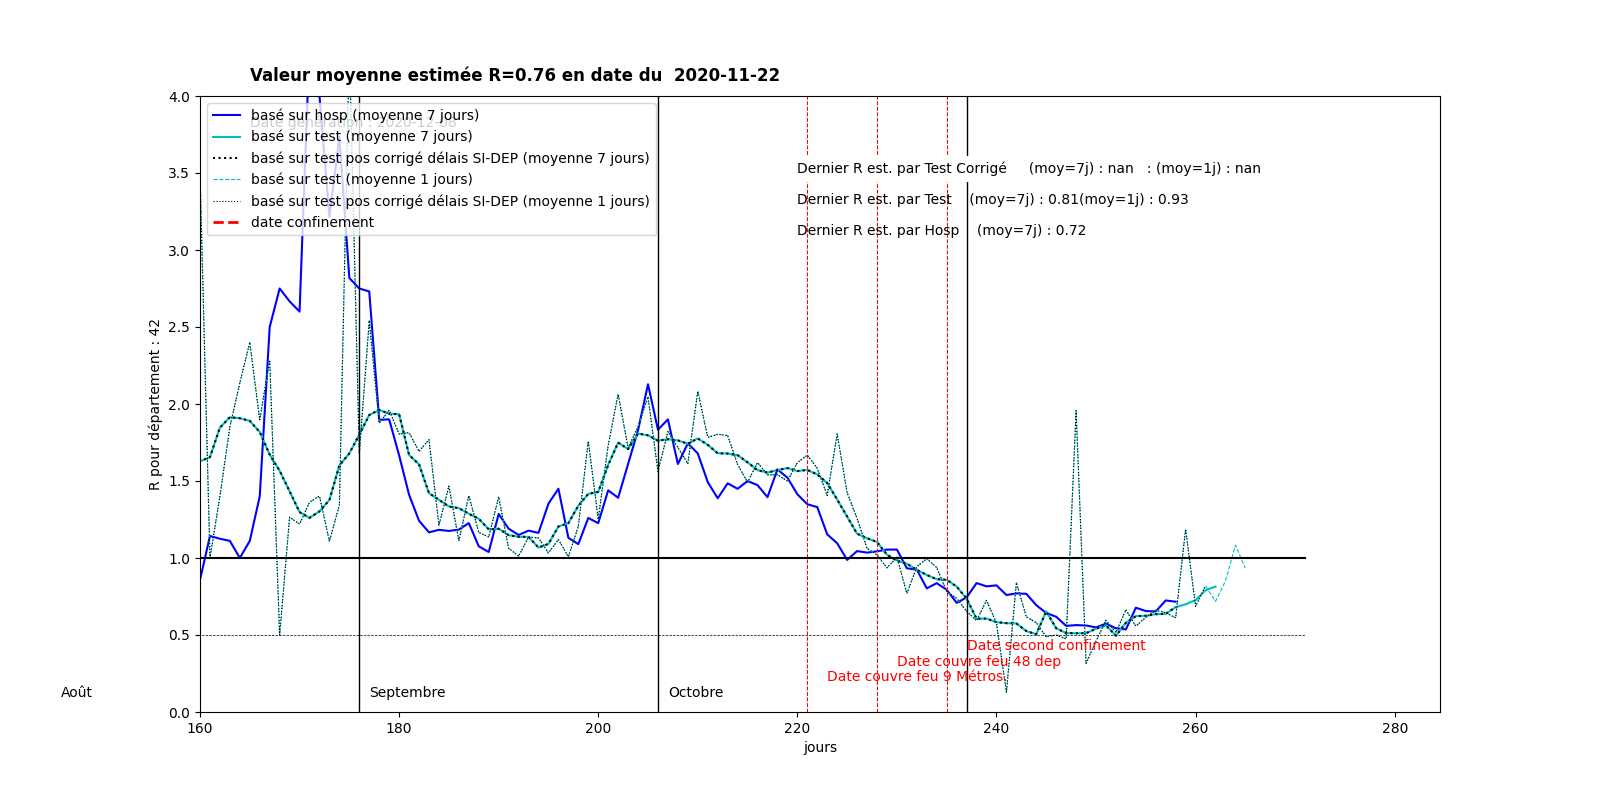 Valeur moyenne estimée R=0.76 en date du  2020-11-22
Date génération : 2020-12-08
basé sur hosp (moyenne 7 jours)
basé sur test (moyenne 7 jours)
basé sur test pos corrigé délais SI-DEP (moyenne 7 jours)
basé sur test (moyenne 1 jours)
basé sur test pos corrigé délais SI-DEP (moyenne 1 jours)
date confinement
Dernier R est. par Test Corrigé     (moy=7j) : nan   : (moy=1j) : nan
Dernier R est. par Test    (moy=7j) : 0.81(moy=1j) : 0.93
Dernier R est. par Hosp    (moy=7j) : 0.72
R pour département : 42
4.0
3.5
3.0
2.5
2.0
1.5
1.0
0.5
0.0
Date second confinement
Date couvre feu 48 dep
Date couvre feu 9 Métros
Août
Septembre
Octobre
160 180 200 220 240 260 280
jours